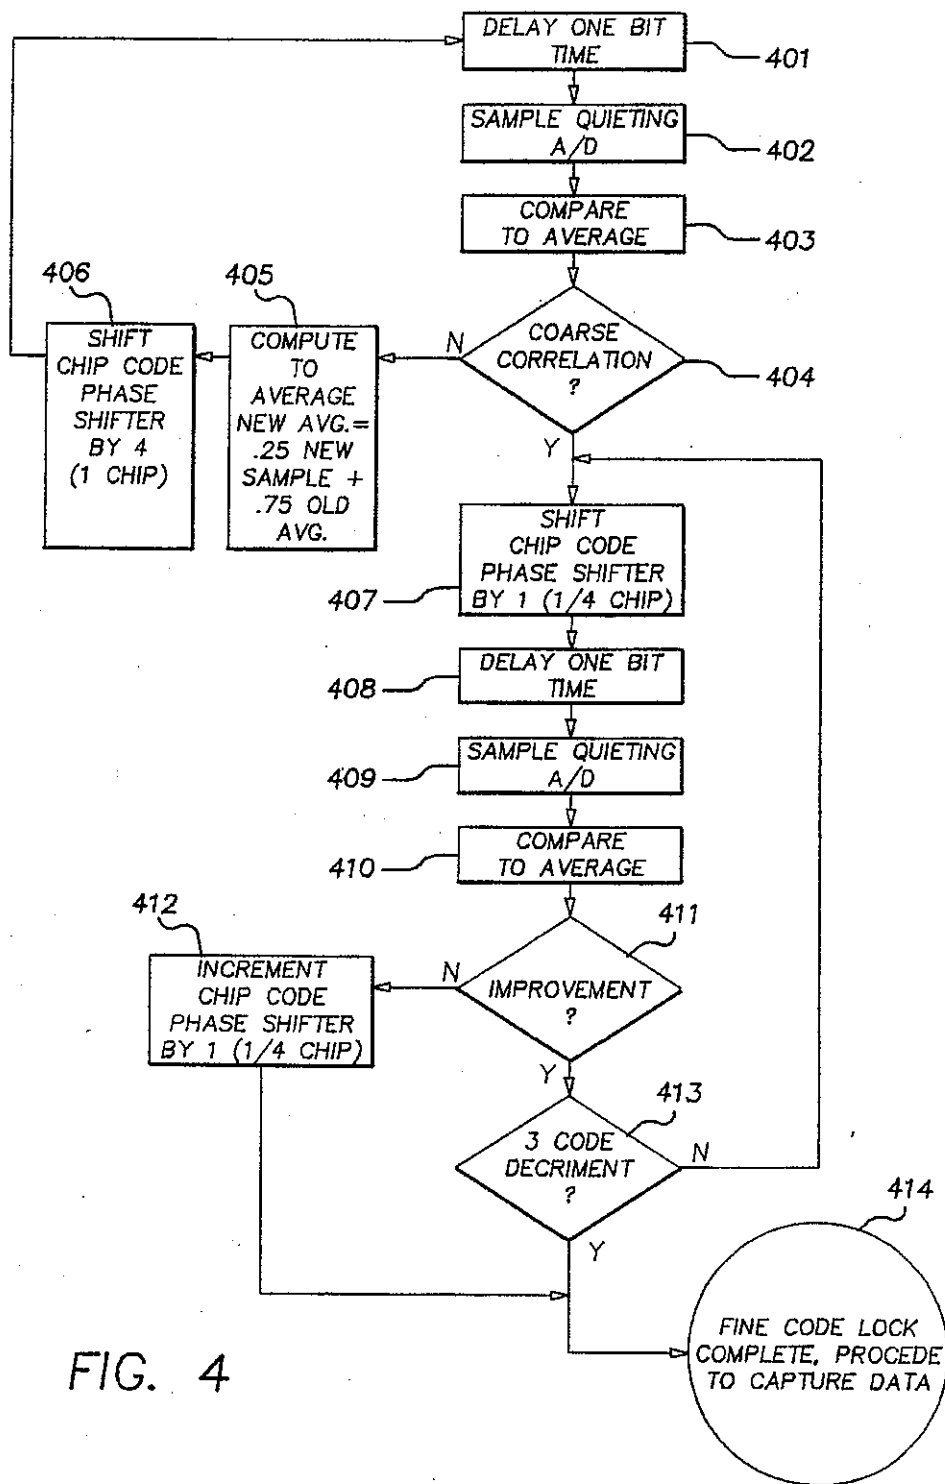 DELAY ONE BIT
TIME
401
SAMPLE QUIETING
A/D
402
COMPARE
TO AVERAGE
403
COARSE
CORRELATION
?
404
N
Y
405
COMPUTE
TO
AVERAGE
NEW AVG.=
.25 NEW
SAMPLE +
.75 OLD
AVG.
406
SHIFT
CHIP CODE
PHASE
SHIFTER
BY 4
(1 CHIP)
SHIFT
CHIP CODE
PHASE SHIFTER
BY 1 (1/4 CHIP)
407
DELAY ONE BIT
TIME
408
SAMPLE QUIETING
A/D
409
COMPARE
TO AVERAGE
410
IMPROVEMENT
?
411
N
Y
412
INCREMENT
CHIP CODE
PHASE SHIFTER
BY 1 (1/4 CHIP)
3 CODE
DECRIMENT
?
413
N
Y
414
FINE CODE LOCK
COMPLETE, PROCEDE
TO CAPTURE DATA
FIG. 4